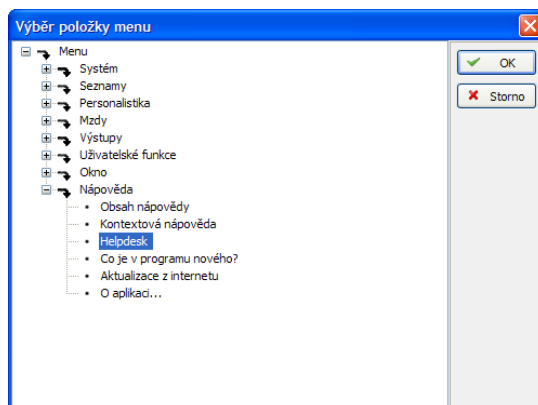 Výběr položky menu
Menu
Systém
Seznamy
Personalistika
Mzdy
Výstupy
Uživatelské funkce
Okno
Nápověda
Obsah nápovědy
Kontextová nápověda
Helpdesk
Co je v programu nového?
Aktualizace z internetu
O aplikaci...
OK
Storno